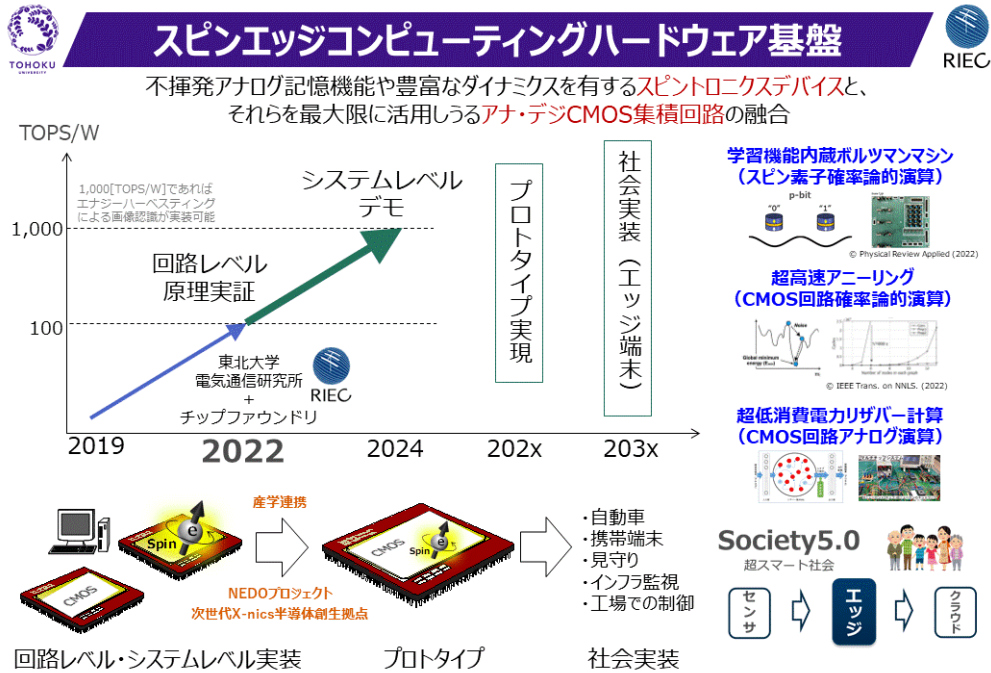 TOHOKU
UNIVERSITY
スピンエッジコンピューティングハードウェア基盤
RIEC
不揮発アナログ記憶機能や豊富なダイナミクスを有するスピントロニクスデバイスと、
それらを最大限に活用しうるアナ・デジCMOS集積回路の融合
TOPS/W
1,000[TOPS/W]であれば
エナジーハーベスティング
による画像認識が実装可能
1,000
100
システムレベル
デモ
回路レベル
原理実証
東北大学
電気通信研究所
+
チップファウンドリ
RIEC
プロトタイプ実現
社会実装（エッジ端末）
2019
2022
2024
202x
203x
学習機能内蔵ボルツマンマシン
（スピン素子確率論的演算）
p-bit
"0"
"1"
© Physical Review Applied (2022)
超高速アニーリング
（CMOS回路確率論的演算）
Noise
Global minimum
energy
Number of nodes in each graph
© IEEE Trans. on NNLS. (2022)
超低消費電力リザバー計算
（CMOS回路アナログ演算）
産学連携
Spin
e
CMOS
NEDOプロジェクト
次世代X-nics半導体創生拠点
CMOS
Spin
e
・自動車
・携帯端末
・見守り
・インフラ監視
・工場での制御
回路レベル・システムレベル実装
プロトタイプ
社会実装
Society5.0
超スマート社会
センサ
エッジ
クラウド